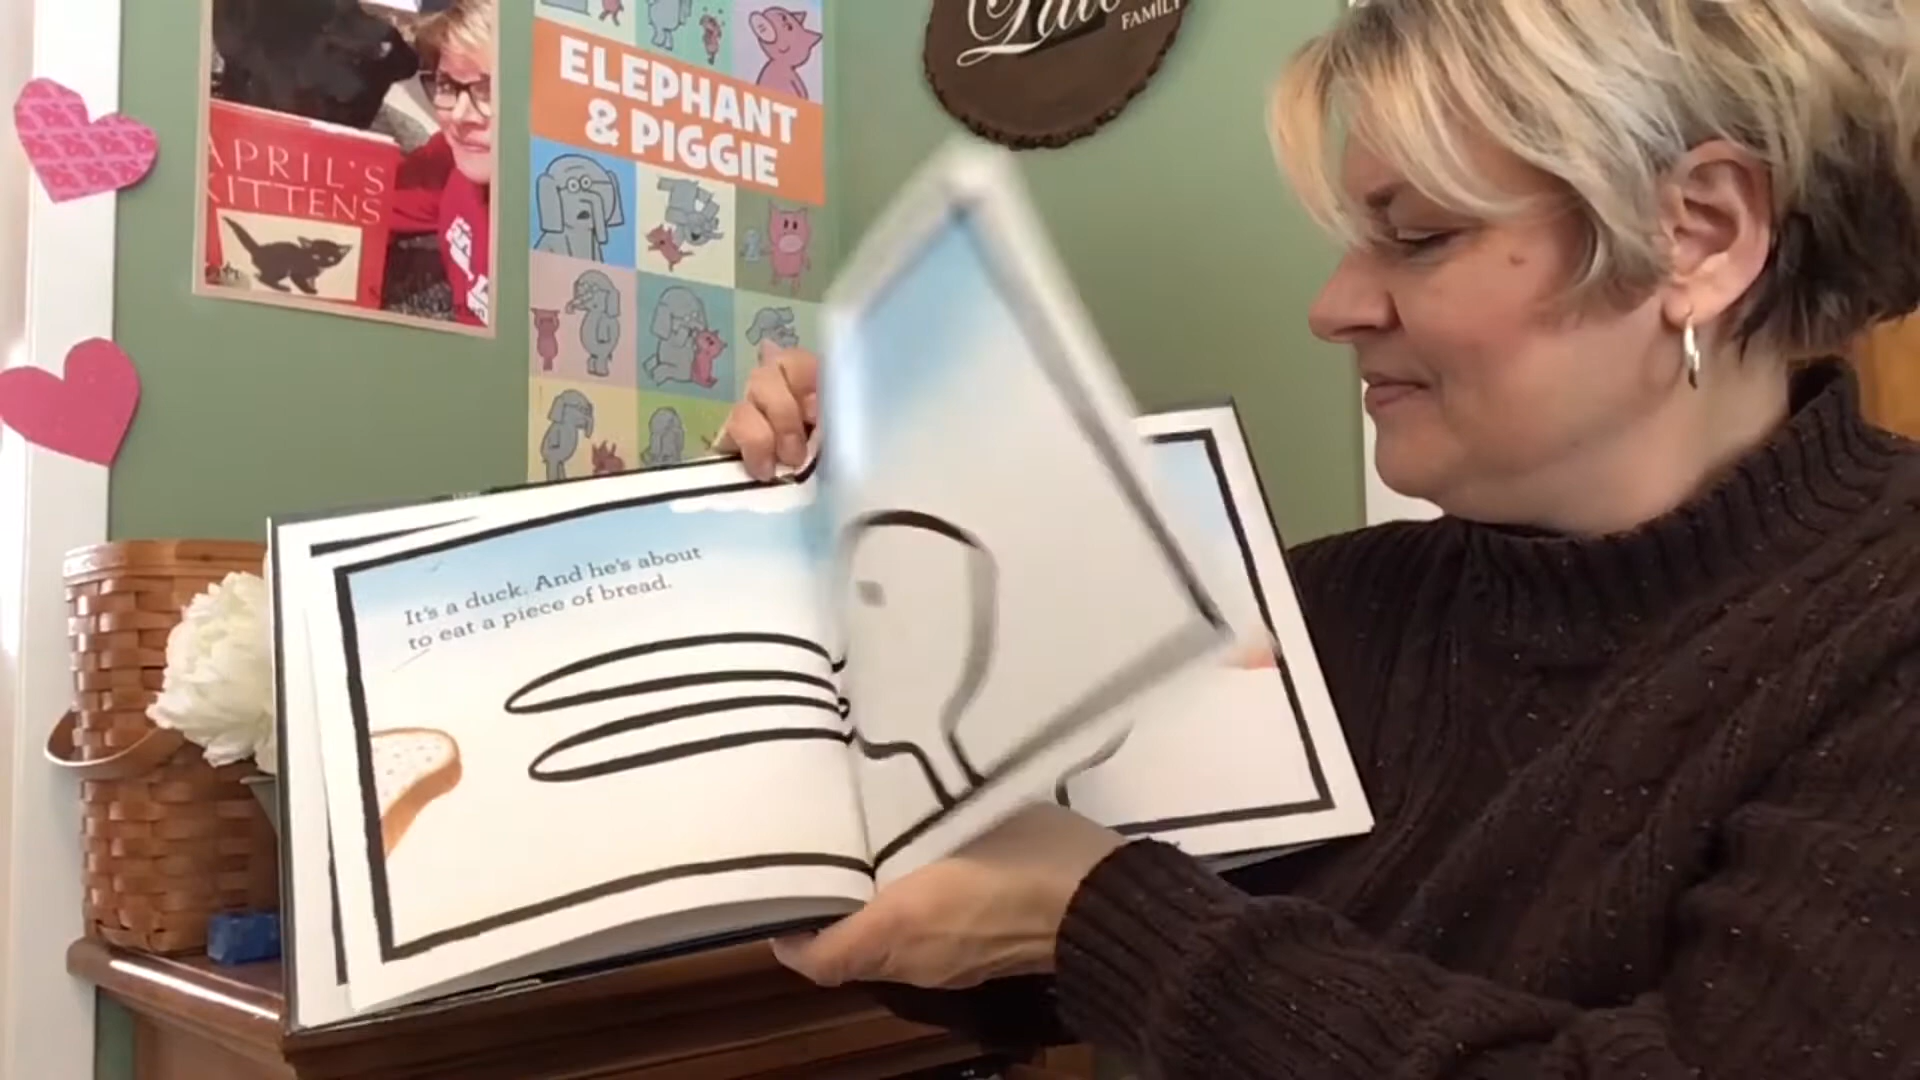 APRIL'S
KITTENS
ELEPHANT
& PIGGIE
FAMILY
It's a duck. And he's about
to eat a piece of bread.